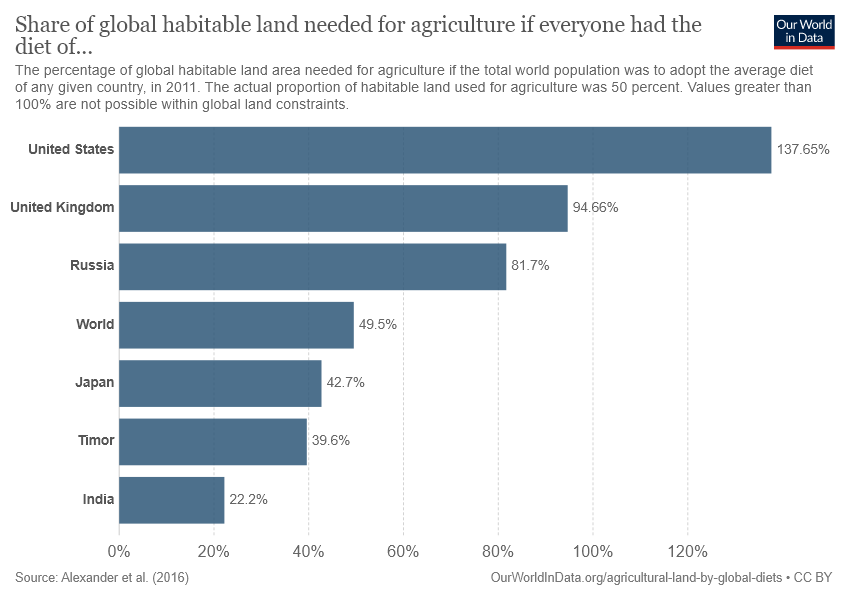 Share of global habitable land needed for agriculture if everyone had the
diet of...
Our World
in Data
The percentage of global habitable land area needed for agriculture if the total world population was to adopt the average diet
of any given country, in 2011. The actual proportion of habitable land used for agriculture was 50 percent. Values greater than
100% are not possible within global land constraints.
United States 137.65%
United Kingdom 94.66%
Russia 81.7%
World 49.5%
Japan 42.7%
Timor 39.6%
India 22.2%
0% 20% 40% 60% 80% 100% 120%
Source: Alexander et al. (2016) OurWorldInData.org/agricultural-land-by-global-diets • CC BY